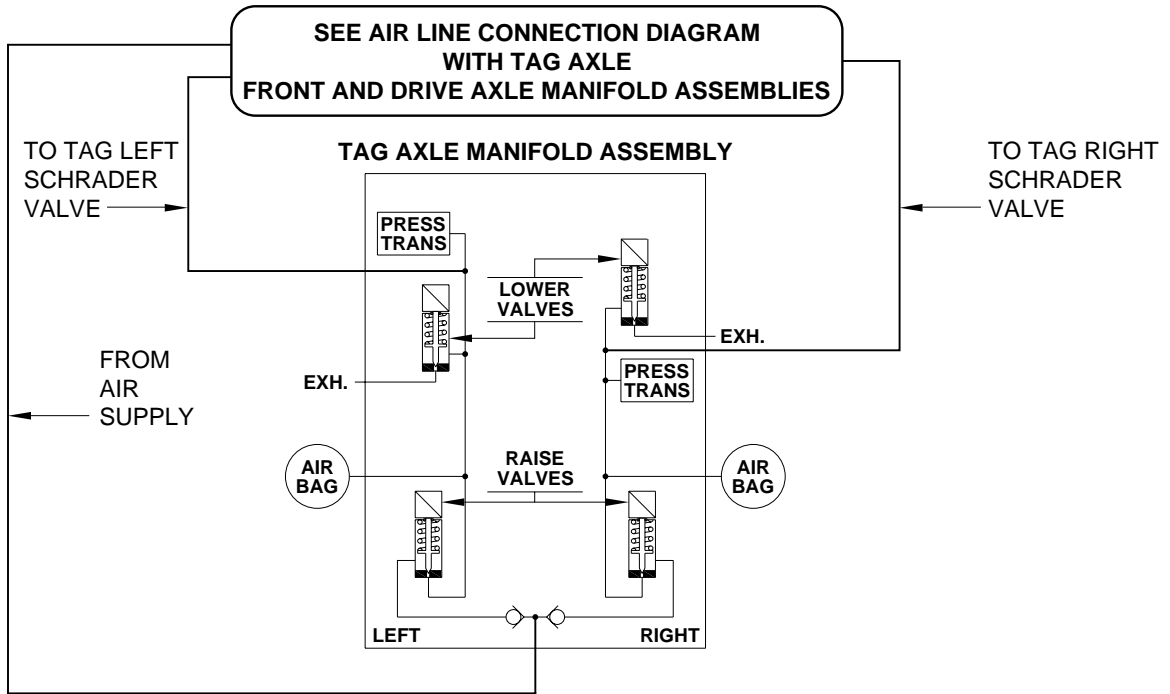 SEE AIR LINE CONNECTION DIAGRAM
WITH TAG AXLE
FRONT AND DRIVE AXLE MANIFOLD ASSEMBLIES
TO TAG LEFT
SCHRADER
VALVE
TAG AXLE MANIFOLD ASSEMBLY
TO TAG RIGHT
SCHRADER
VALVE
PRESS
TRANS
LOWER
VALVES
EXH.
EXH.
PRESS
TRANS
FROM
AIR
SUPPLY
AIR
BAG
RAISE
VALVES
AIR
BAG
LEFT
RIGHT